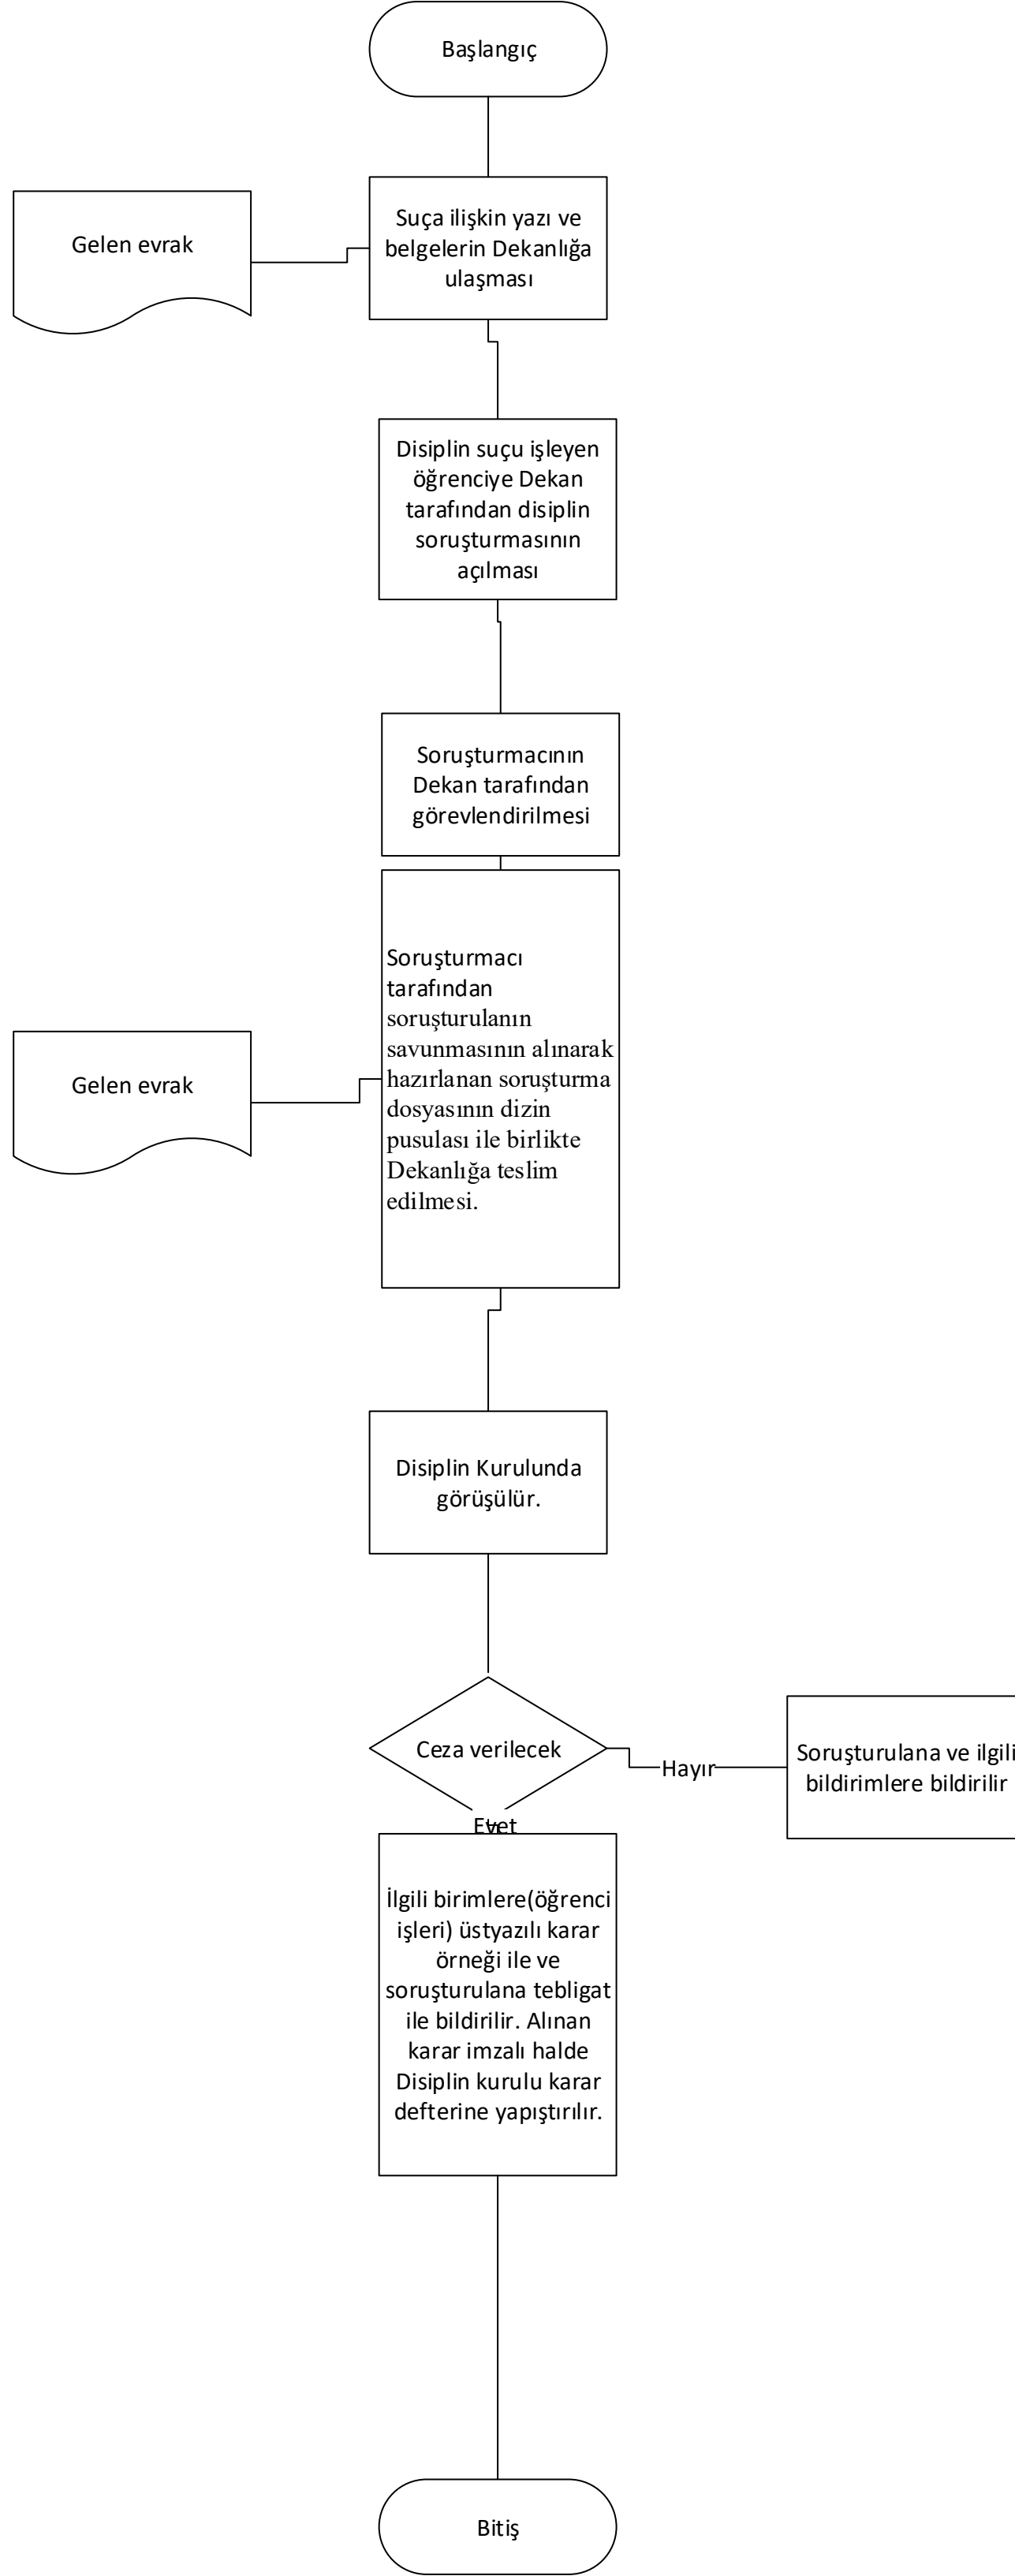 Başlangıç
Gelen evrak
Suça ilişkin yazı ve
belgelerin Dekanlığa
ulaşması
Disiplin suçu işleyen
öğrenciye Dekan
tarafından disiplin
soruşturmasının
açılması
Soruşturmacının
Dekan tarafından
görevlendirilmesi
Gelen evrak
Soruşturmacı
tarafından
soruşturulanın
savunmasının alınarak
hazırlanan soruşturma
dosyasının dizin
pusulası ile birlikte
Dekanlığa teslim
edilmesi.
Disiplin Kurulunda
görüşülür.
Ceza verilecek
Hayır
Soruşturulana ve ilgili
bildirimlere bildirilir
Evet
İlgili birimlere(öğrenci
işleri) üstyazılı karar
örneği ile ve
soruşturulana tebligat
ile bildirilir. Alınan
karar imzalı halde
Disiplin kurulu karar
defterine yapıştırılır.
Bitiş